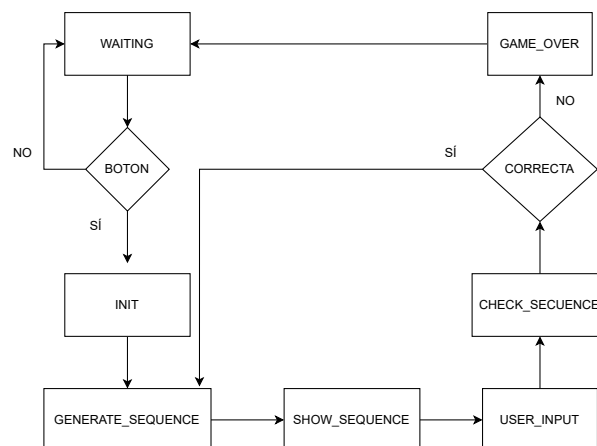 WAITING
GAME_OVER
NO
SÍ
NO
BOTON
CORRECTA
SÍ
INIT
CHECK_SECUENCE
GENERATE_SEQUENCE
SHOW_SEQUENCE
USER_INPUT